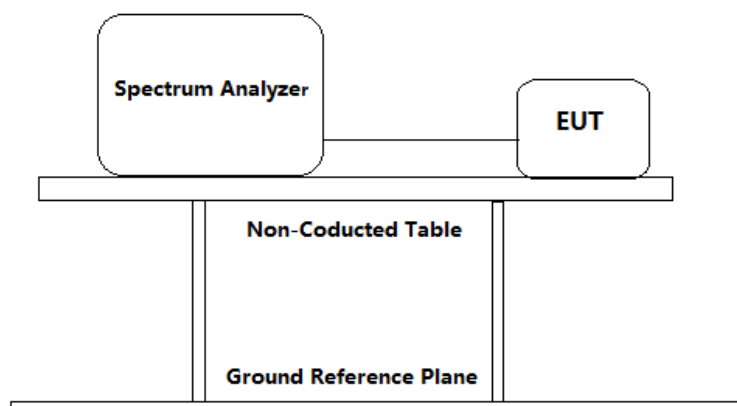 Spectrum Analyzer
EUT
Non-Coducted Table
Ground Reference Plane